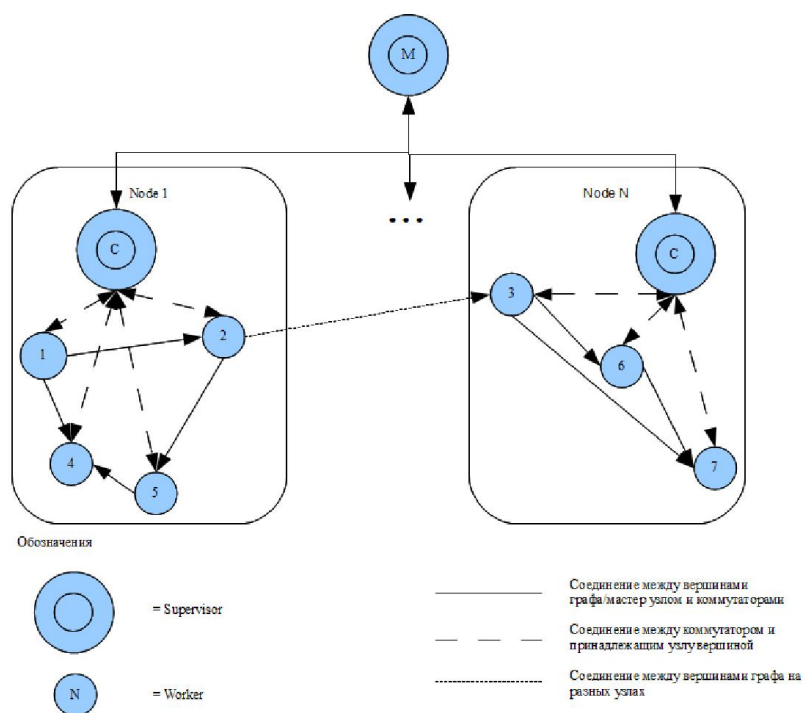 M
Node 1
Node N
...
C
C
3
2
1
6
4
7
5
Обозначения
= Supervisor
N
= Worker
Соединение между вершинами
графа/мастер узлом и коммутаторами
Соединение между коммутатором и
принадлежащим узлу вершиной
Соединение между вершинами графа на
разных узлах